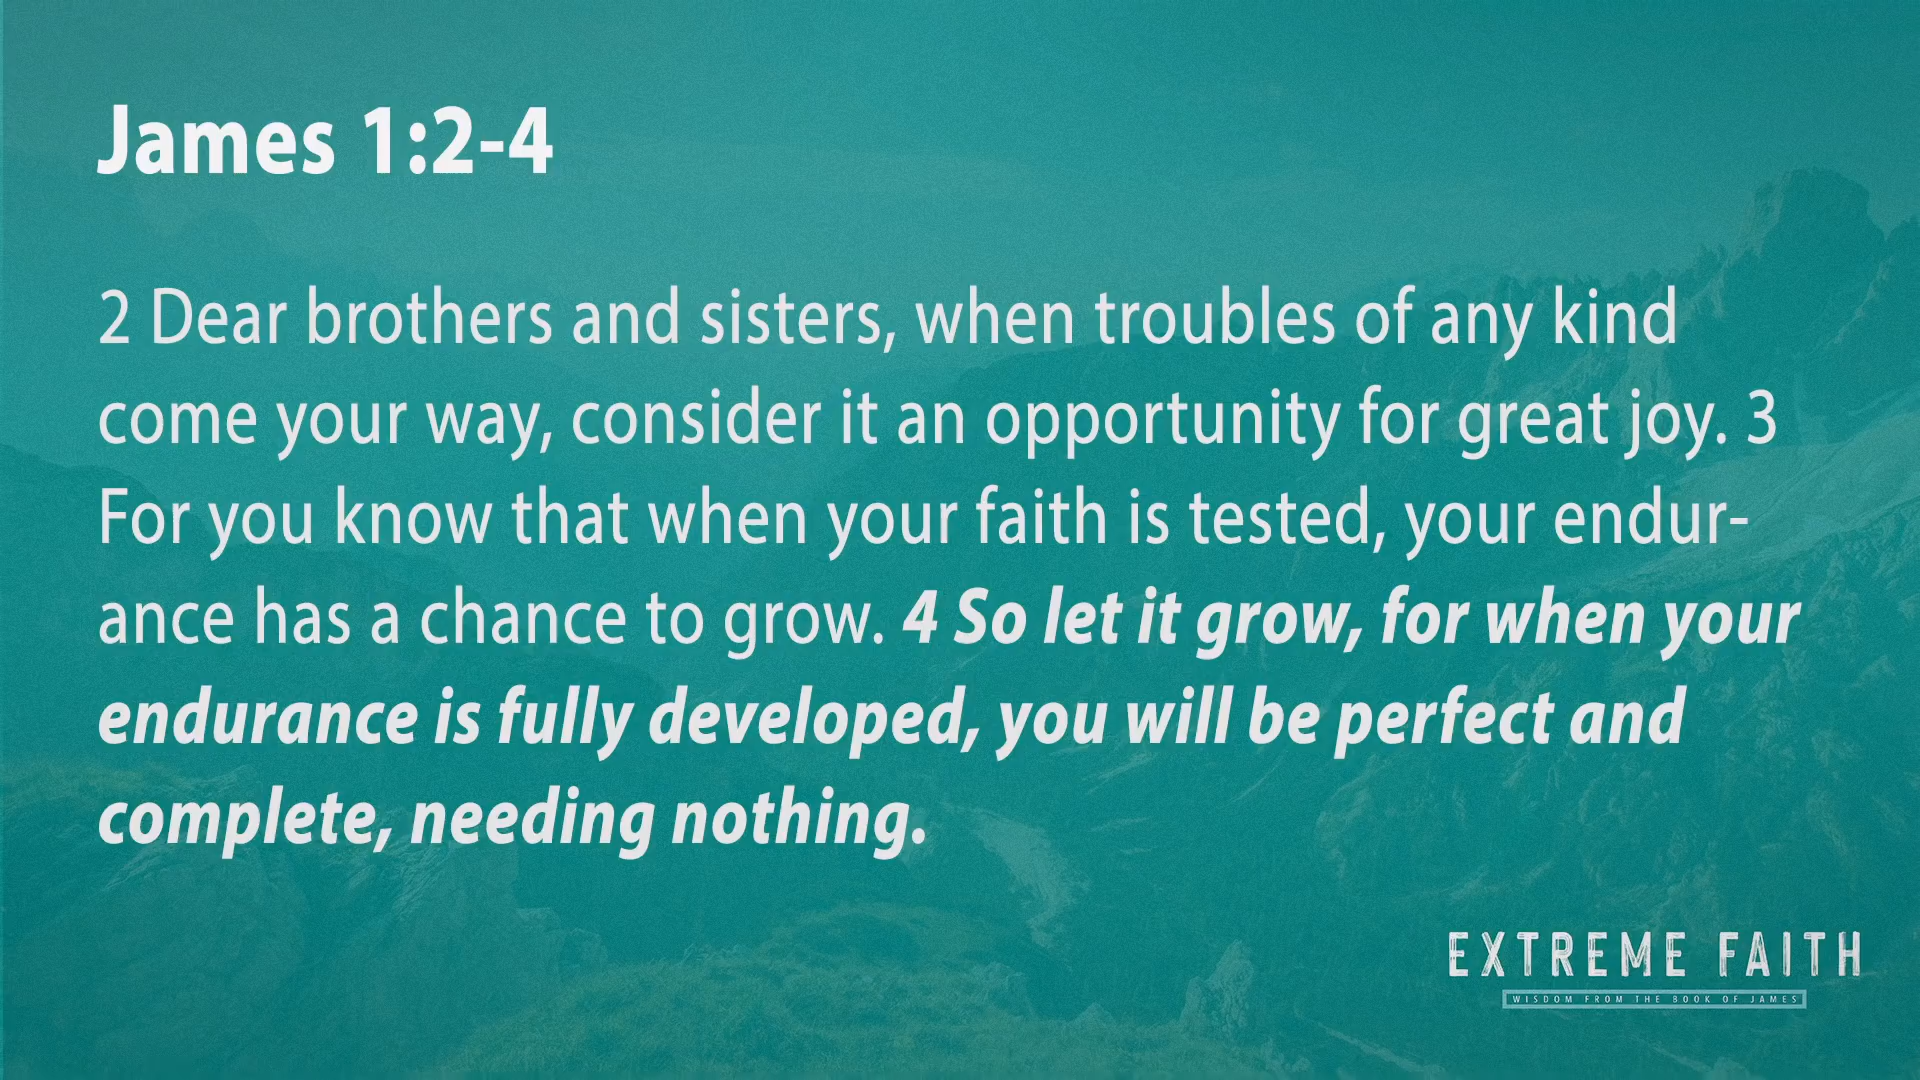 James 1:2-4
2 Dear brothers and sisters, when troubles of any kind
come your way, consider it an opportunity for great joy. 3
For you know that when your faith is tested, your endur-
ance has a chance to grow. 4 So let it grow, for when your
endurance is fully developed, you will be perfect and
complete, needing nothing.
EXTREME FAITH
WISDOM FROM THE BOOK OF JAMES